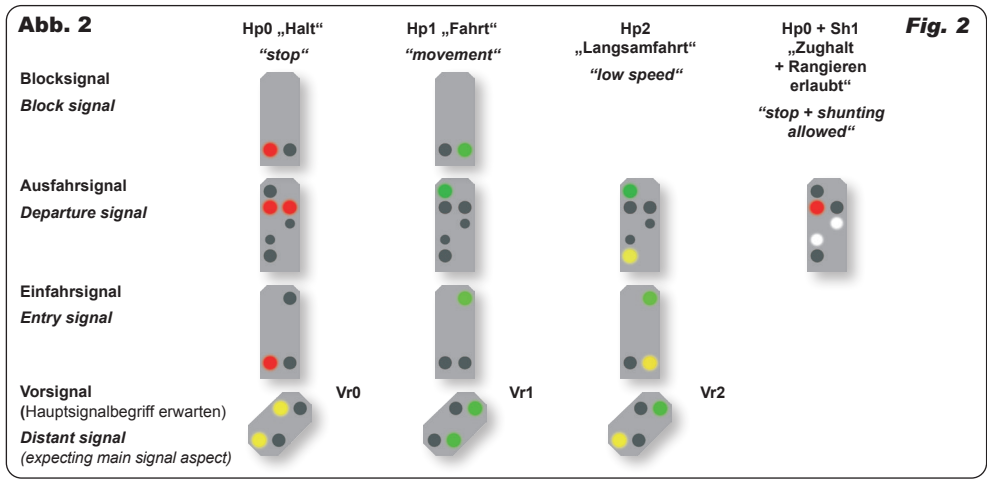 Abb. 2
Hp0 „Halt“
“stop“
Hp1 „Fahrt“
“movement“
Hp2
„Langsamfahrt“
“low speed“
Hp0 + Sh1
„Zughalt
+ Rangieren
erlaubt“
“stop + shunting
allowed“
Fig. 2
Blocksignal
Block signal
Ausfahrsignal
Departure signal
Einfahrsignal
Entry signal
Vorsignal
(Hauptsignalbegriff erwarten)
Distant signal
(expecting main signal aspect)
Vr0
Vr1
Vr2